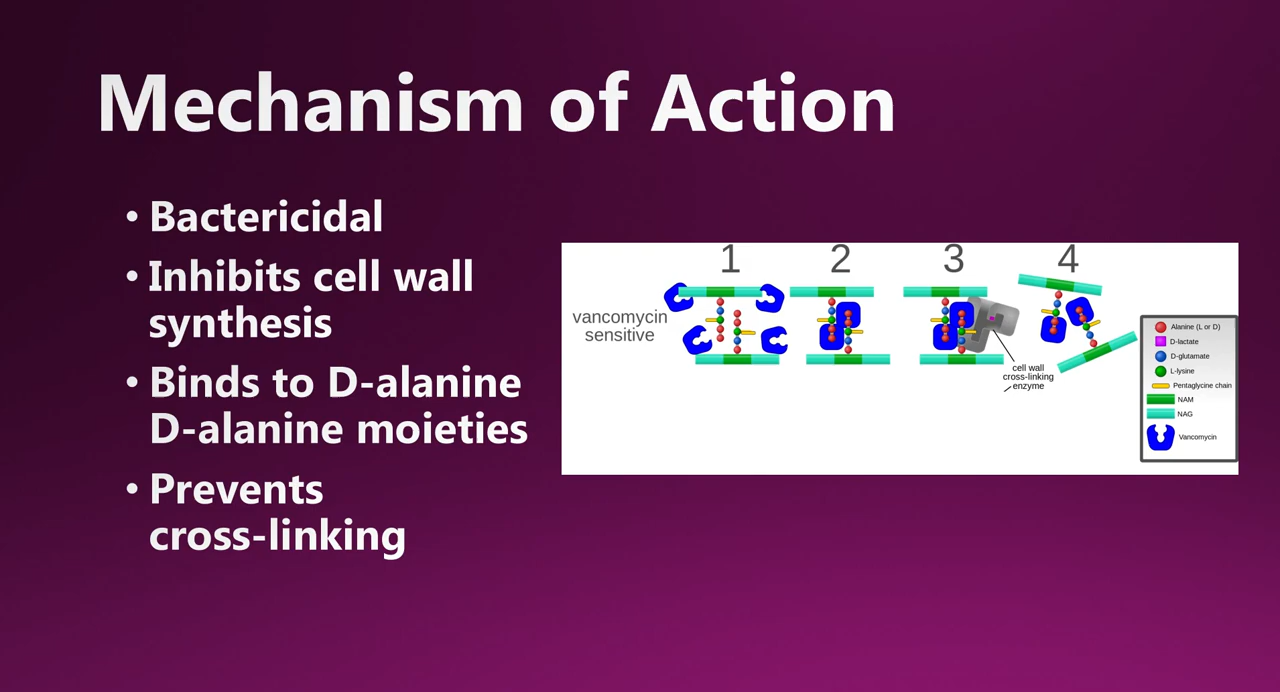 Mechanism of Action
• Bactericidal
• Inhibits cell wall
synthesis
• Binds to D-alanine
D-alanine moieties
• Prevents
cross-linking
1 2 3 4
vancomycin
sensitive
cell wall
cross-linking
enzyme
Alanine (L or D)
D-lactate
D-glutamate
L-lysine
Pentaglycine chain
NAM
NAG
Vancomycin